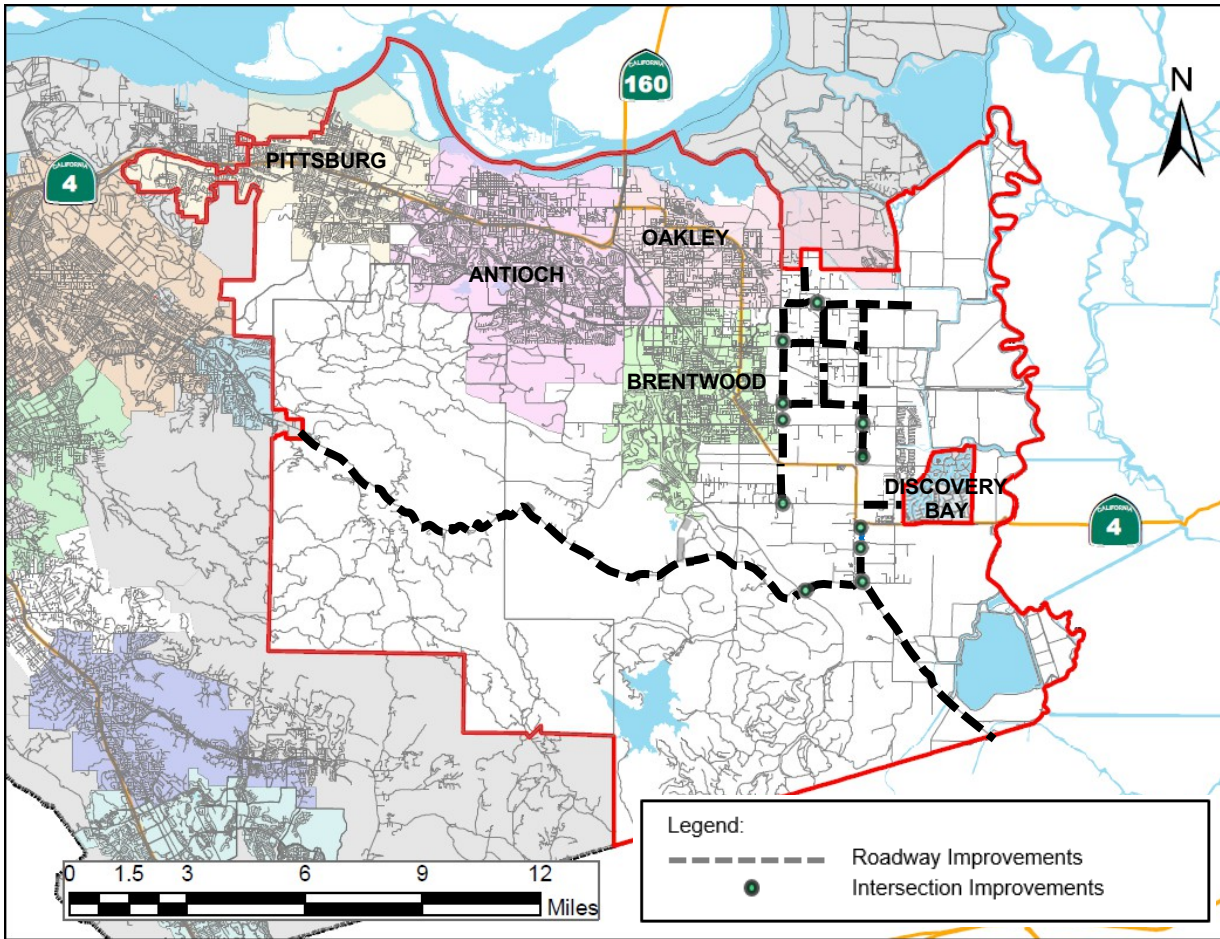 CALIFORNIA
160
N
CALIFORNIA
4
PITTSBURG
OAKLEY
ANTIOCH
BRENTWOOD
DISCOVERY
BAY
CALIFORNIA
4
Legend:
Roadway Improvements
Intersection Improvements
0 1.5 3 6 9 12
Miles